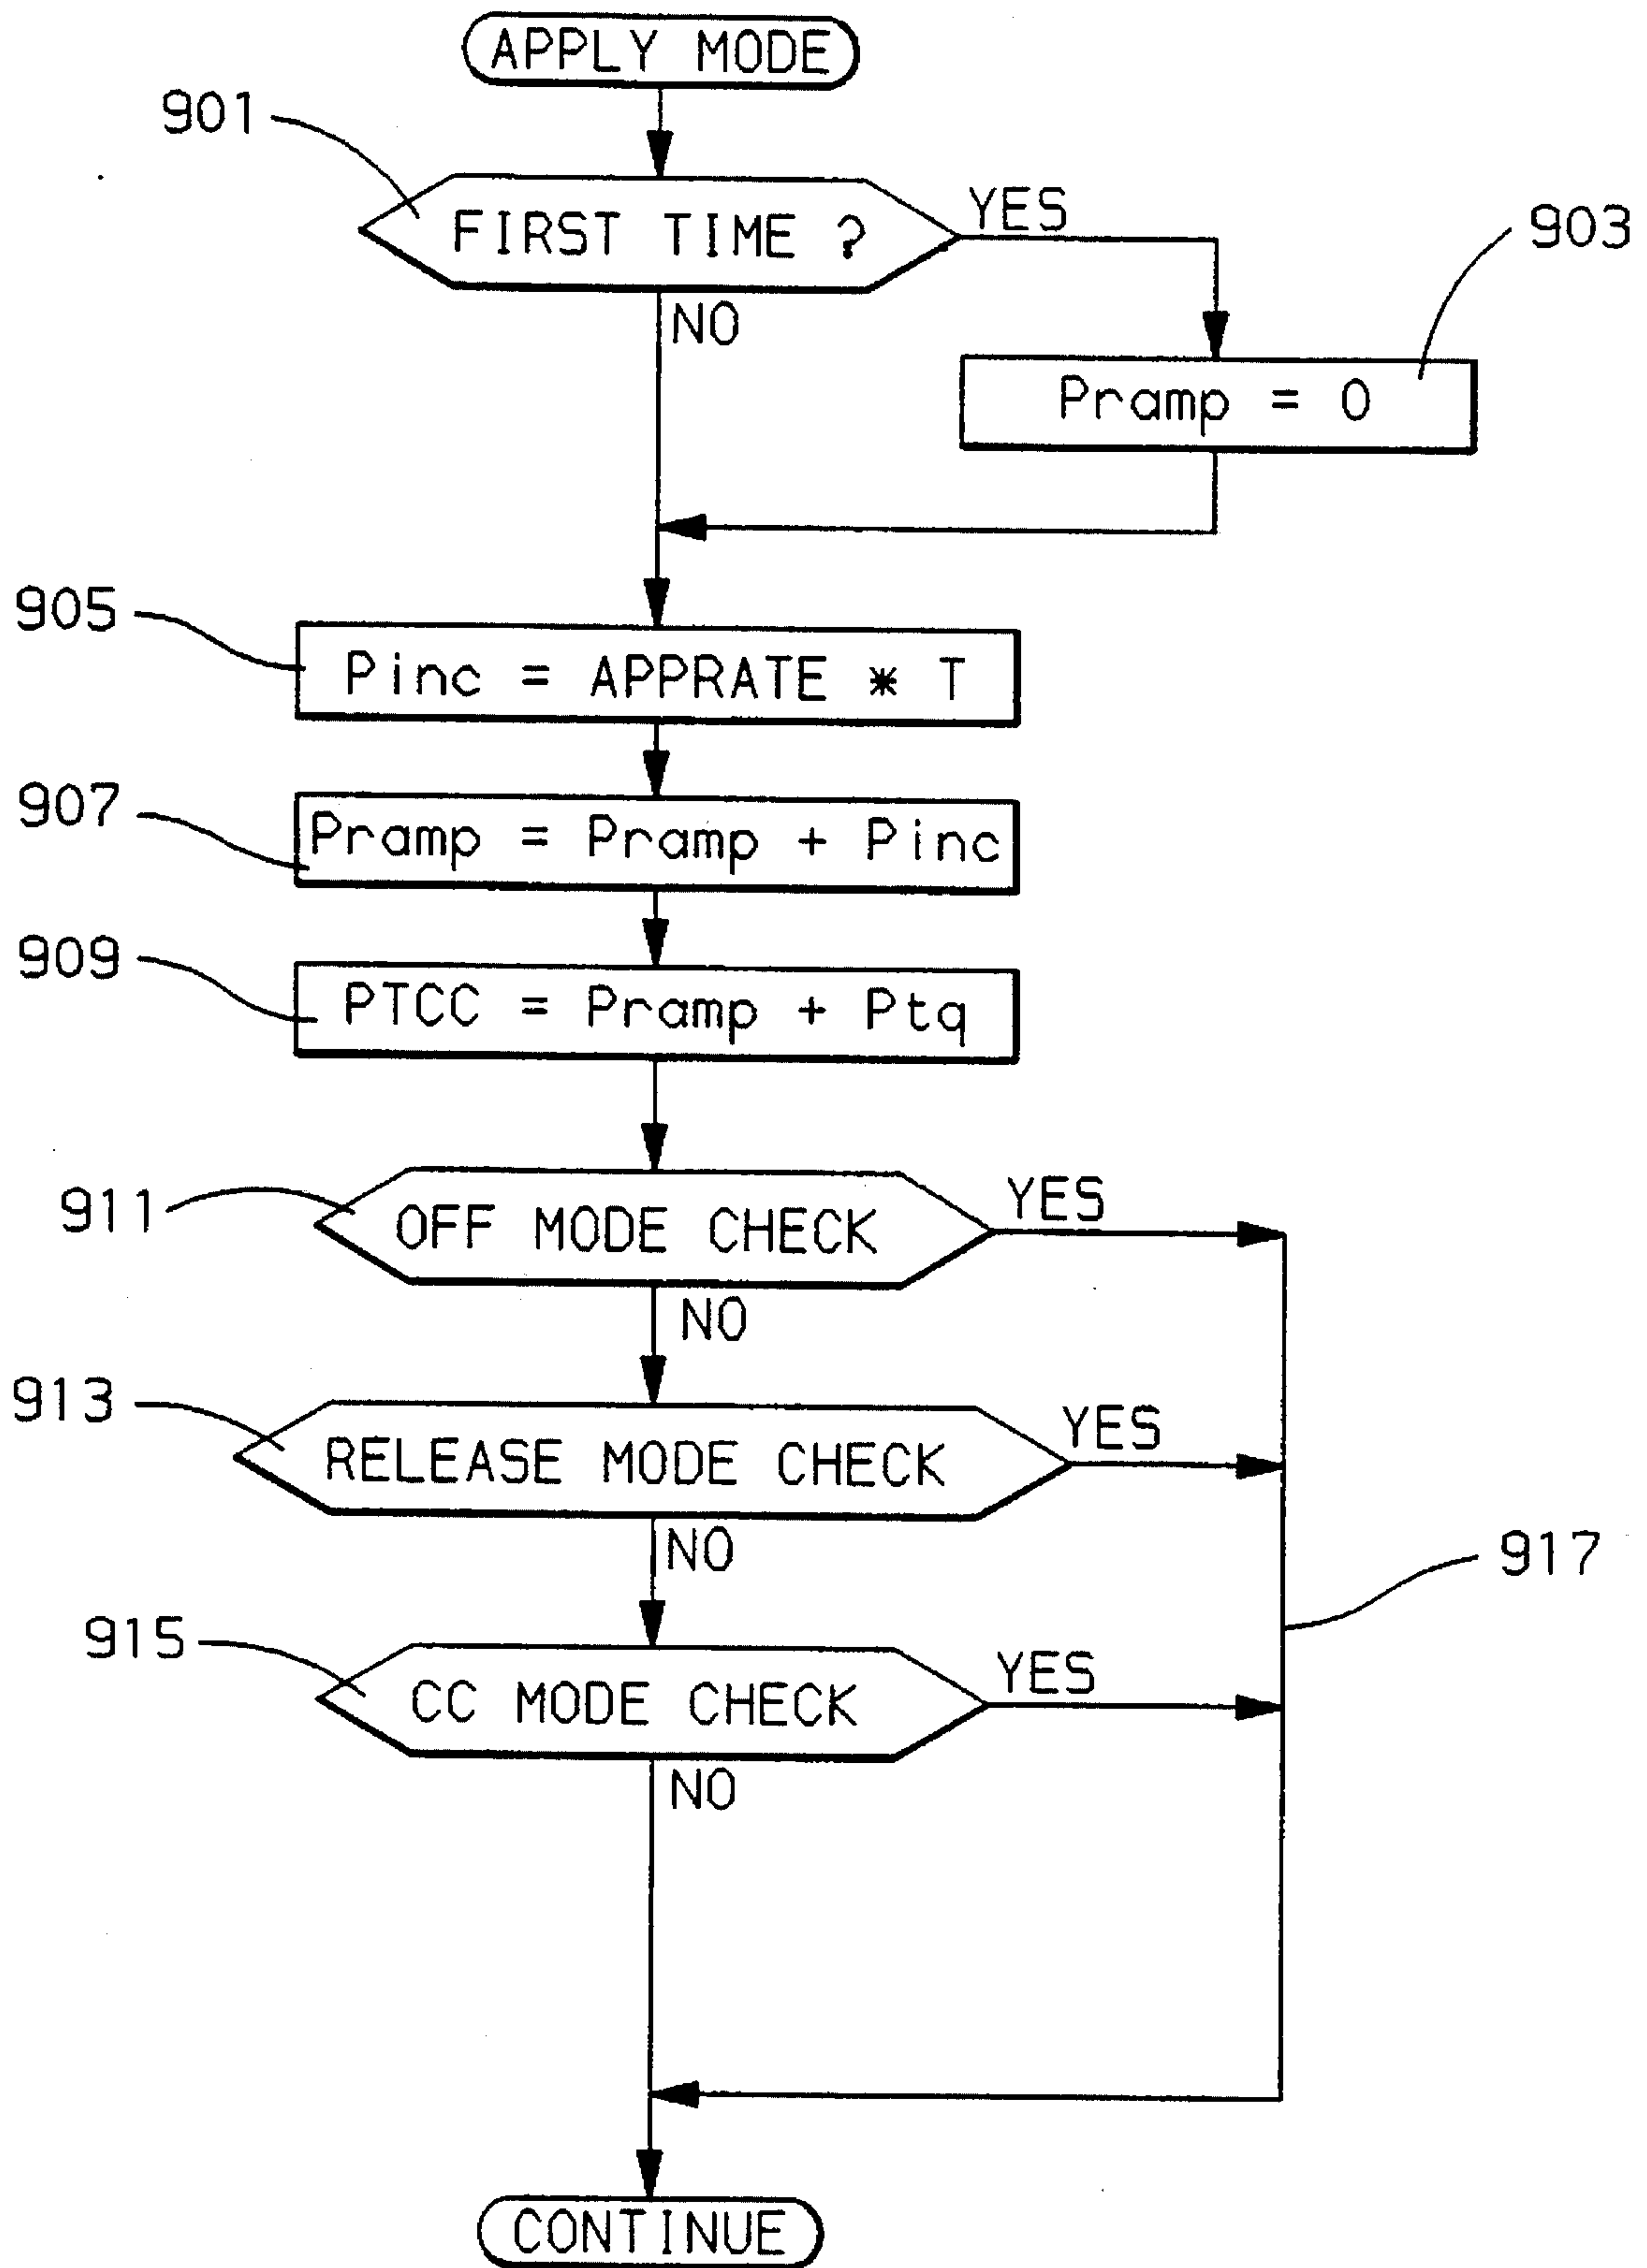 APPLY MODE
901
FIRST TIME ?
YES
903
NO
Pramp = 0
905
Pinc = APPRATE * T
907
Pramp = Pramp + Pinc
909
PTCC = Pramp + Ptq
911
OFF MODE CHECK
YES
NO
913
RELEASE MODE CHECK
YES
NO
917
915
CC MODE CHECK
YES
NO
CONTINUE